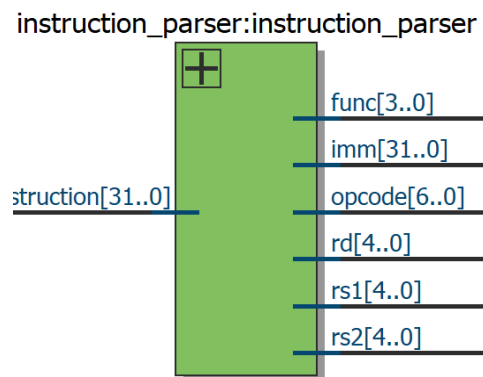 instruction_parser:instruction_parser
func[3..0]
imm[31..0]
struction[31..0]
opcode[6..0]
rd[4..0]
rs1[4..0]
rs2[4..0]